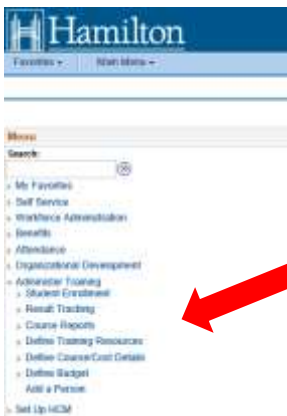 Hamilton
Favorites Main Menu
Menu
Search:
My Favorites
Self Service
Workforce Administration
Benefits
Attendance
Organizational Development
Administer Training
Student Enrollment
Result Tracking
Course Reports
Define Training Resources
Define Course/Cost Details
Define Budget
Add a Person
Set Up HCM